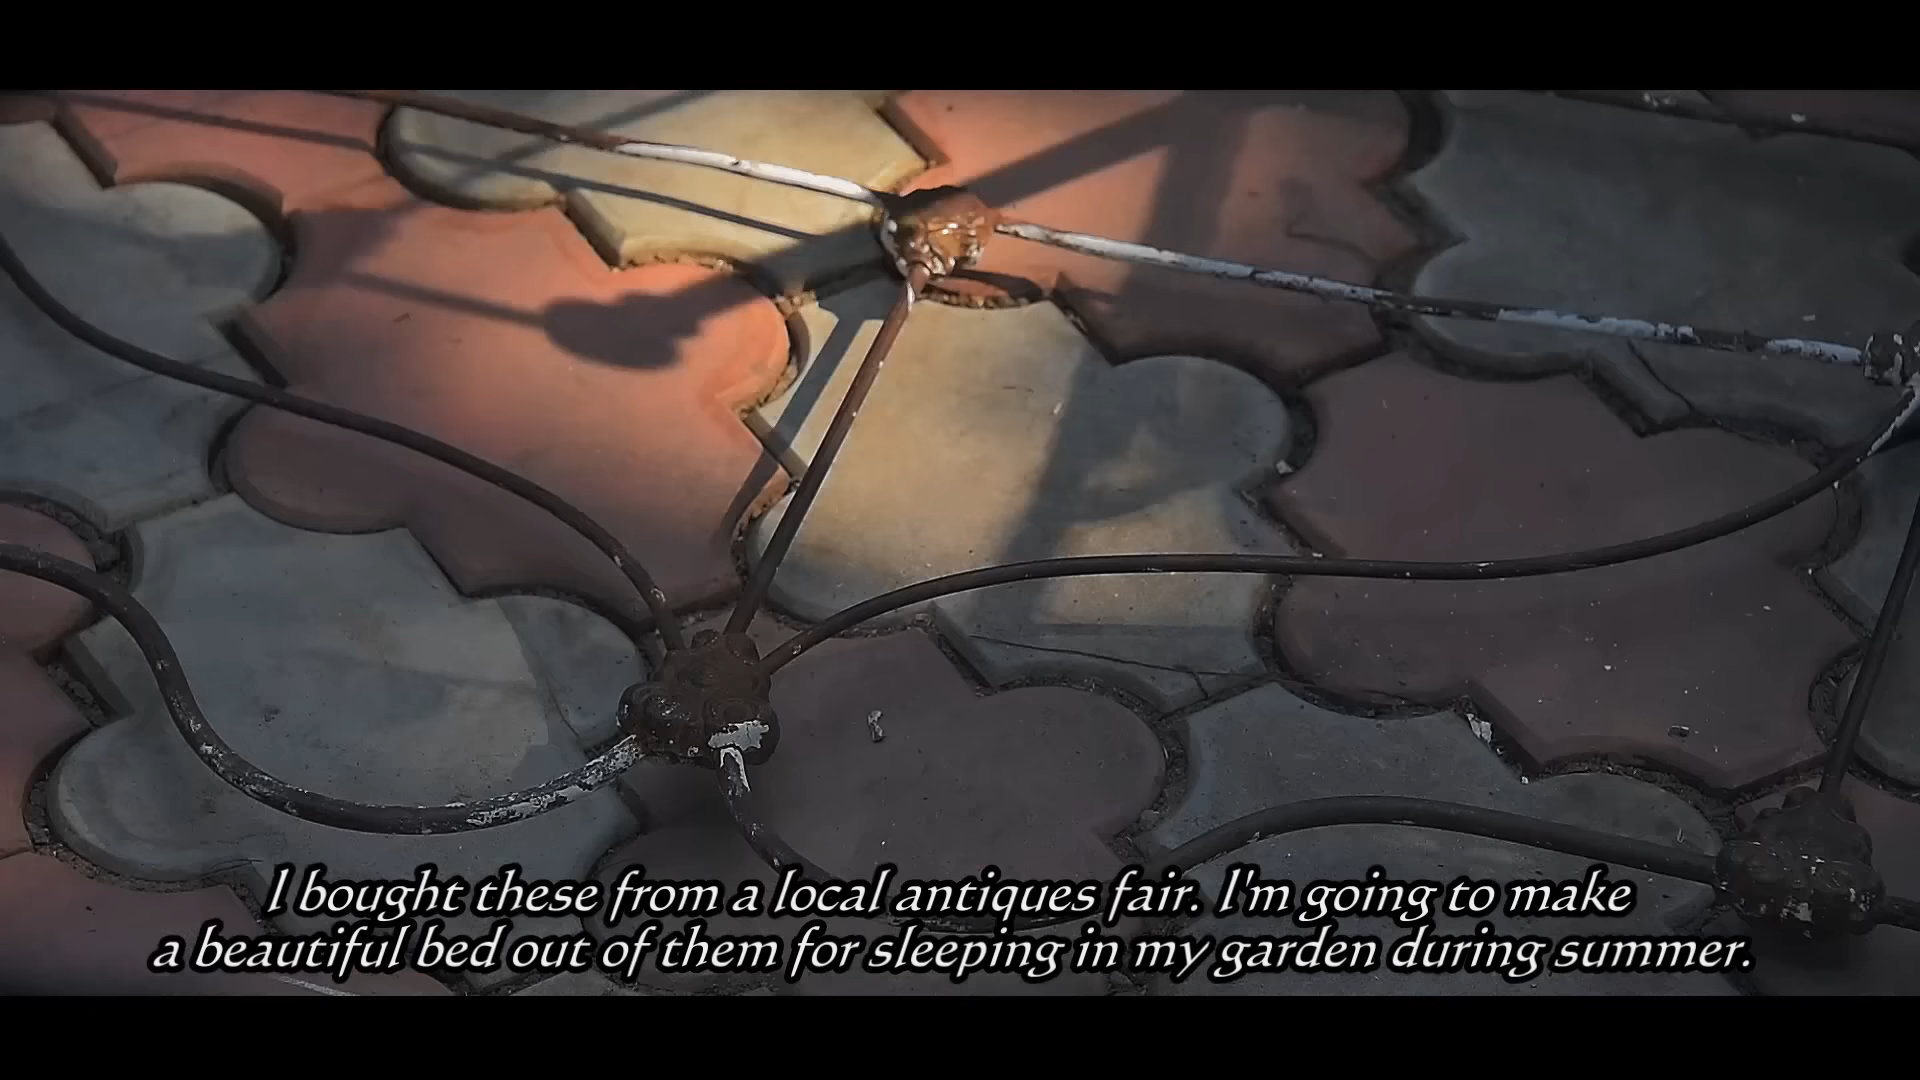 I bought these from a local antiques fair. I'm going to make
a beautiful bed out of them for sleeping in my garden during summer.